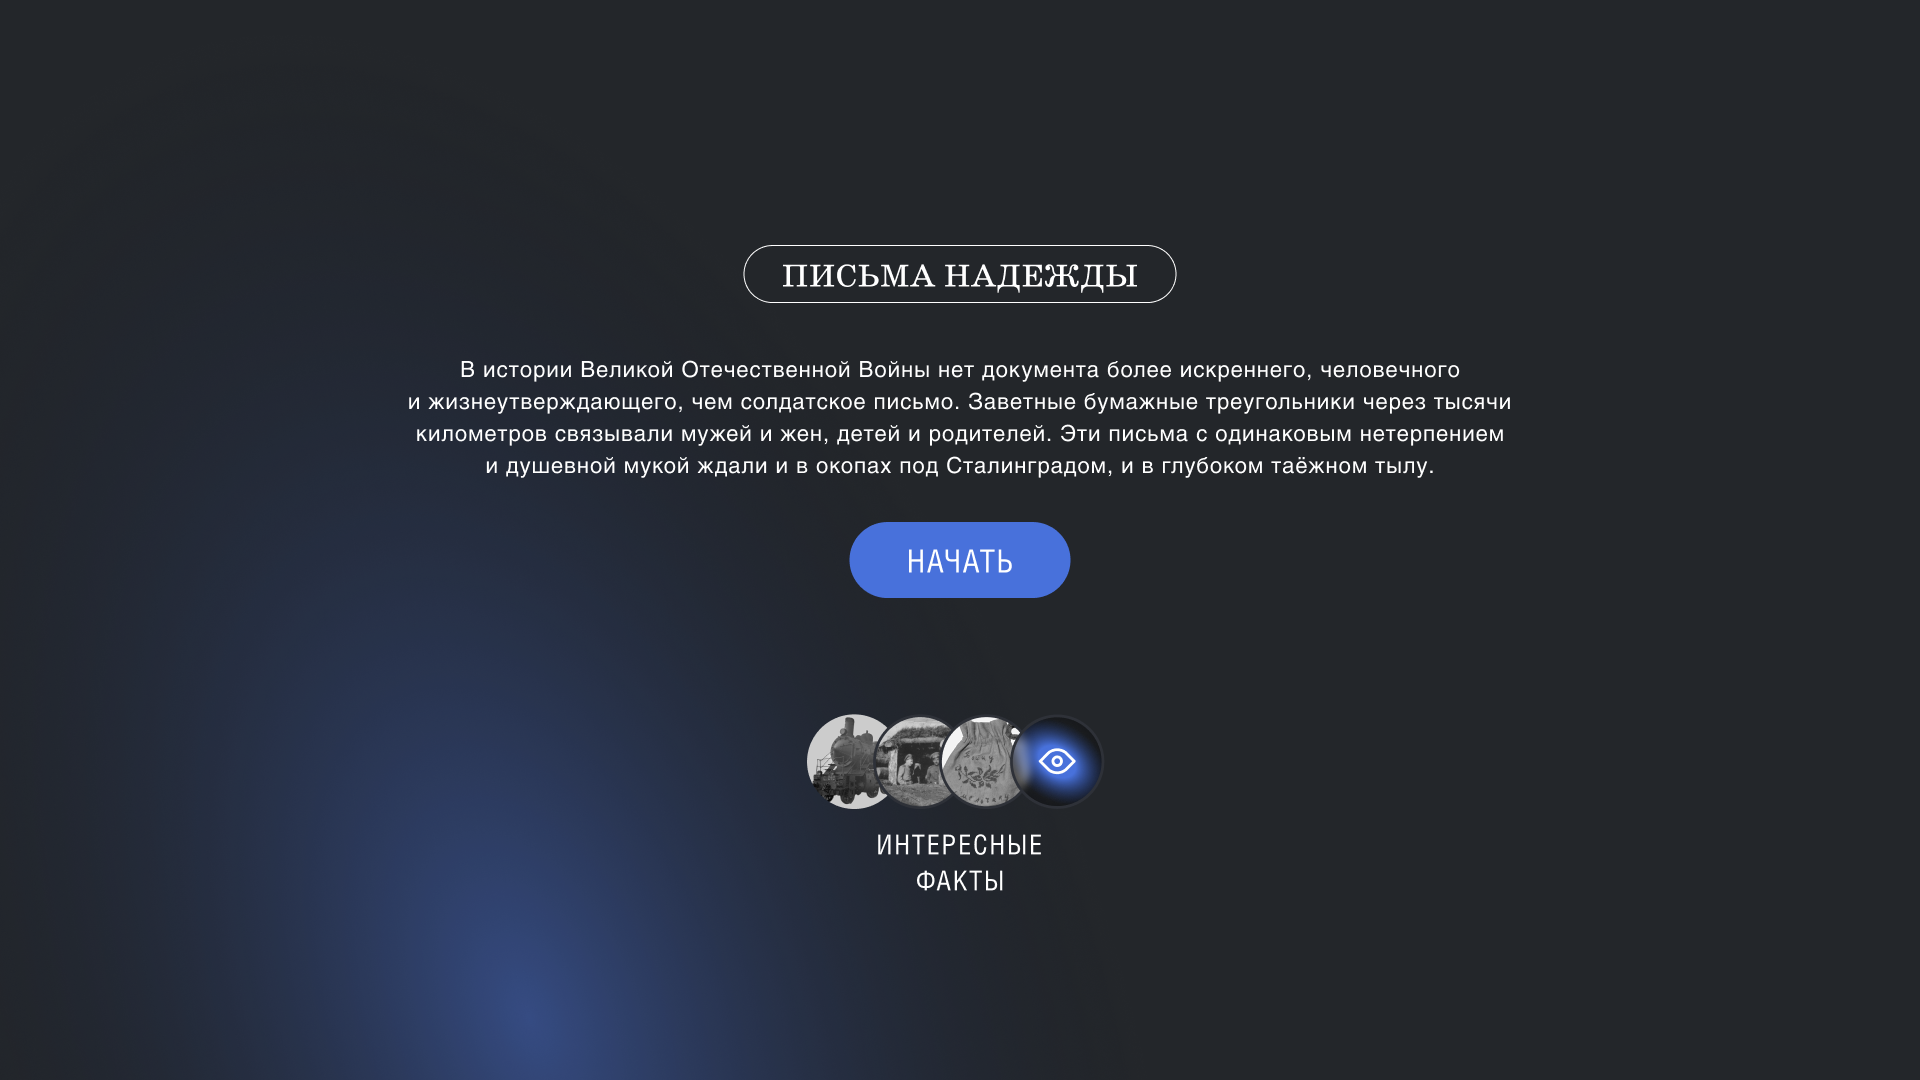 ПИСЬМА НАДЕЖДЫ
В истории Великой Отечественной Войны нет документа более искреннего, человечного
и жизнеутверждающего, чем солдатское письмо. Заветные бумажные треугольники через тысячи
километров связывали мужей и жен, детей и родителей. Эти письма с одинаковым нетерпением
и душевной мукой ждали и в окопах под Сталинградом, и в глубоком таёжном тылу.
НАЧАТЬ
ИНТЕРЕСНЫЕ
ФАКТЫ